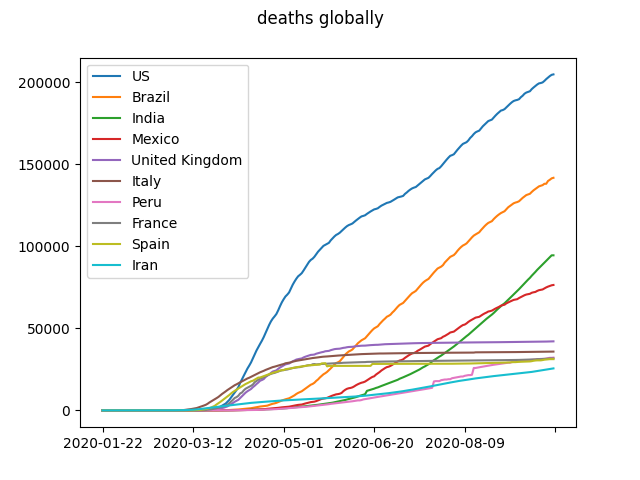 deaths globally
200000
150000
100000
50000
0
US
Brazil
India
Mexico
United Kingdom
Italy
Peru
France
Spain
Iran
2020-01-22 2020-03-12 2020-05-01 2020-06-20 2020-08-09